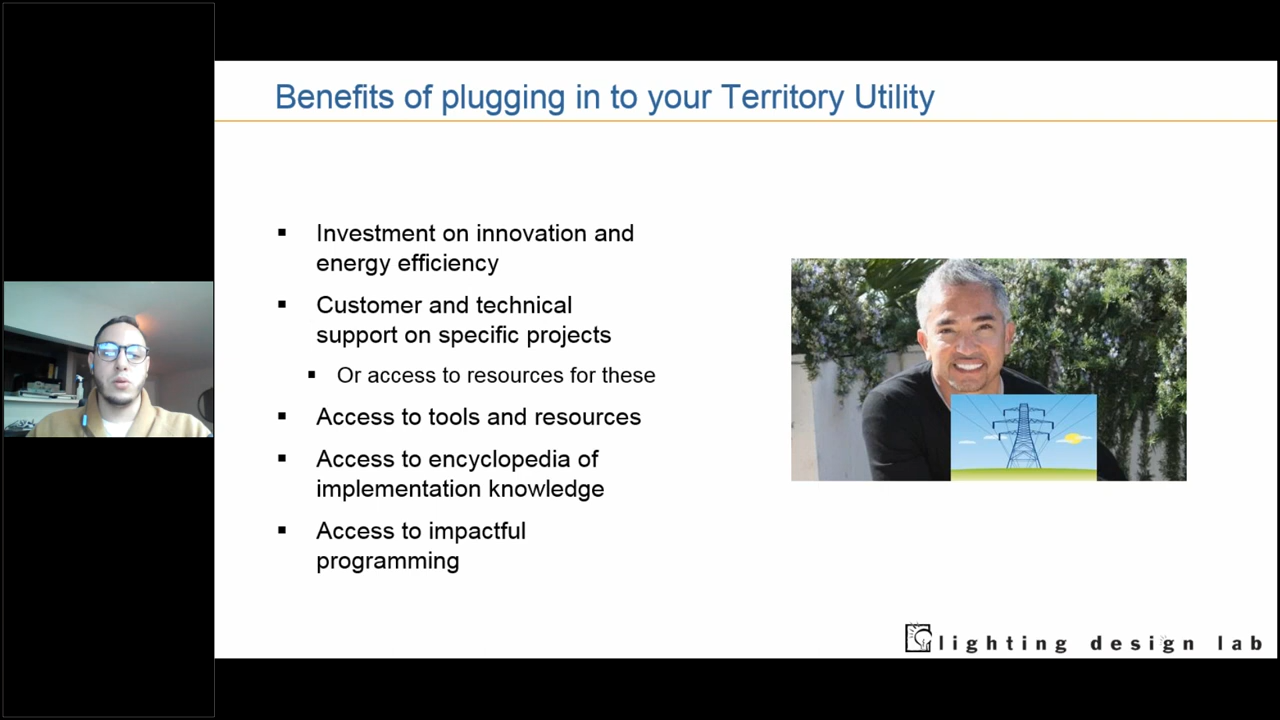 Benefits of plugging in to your Territory Utility
Investment on innovation and
energy efficiency
Customer and technical
support on specific projects
Or access to resources for these
Access to tools and resources
Access to encyclopedia of
implementation knowledge
Access to impactful
programming
lighting design lab